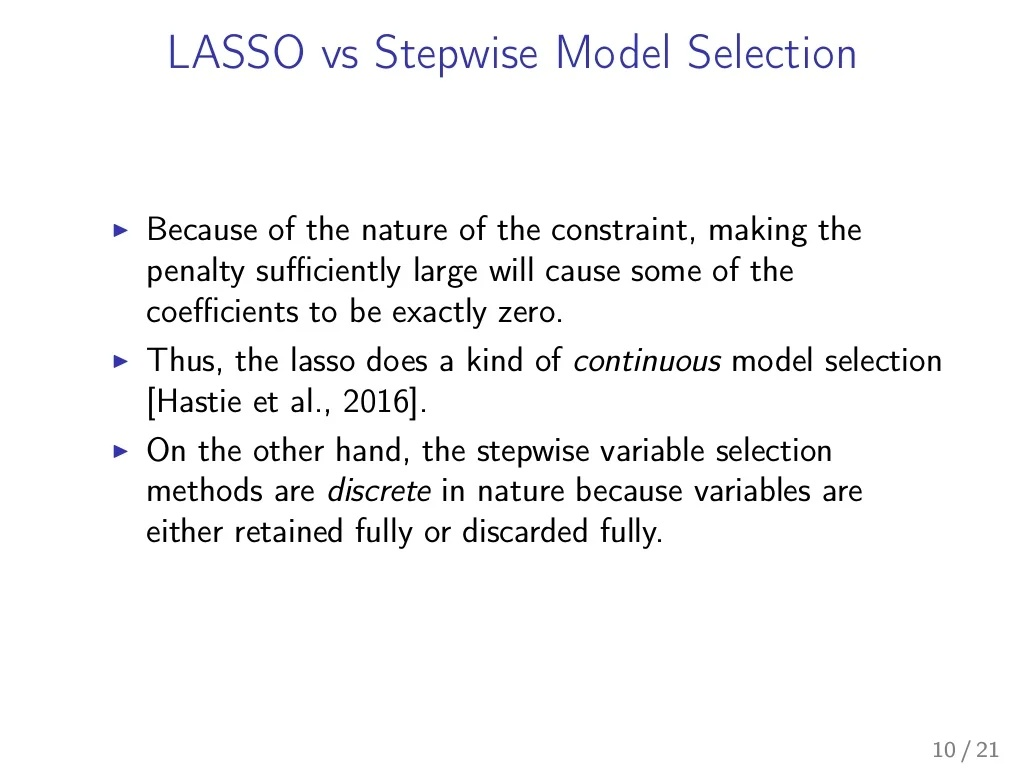 LASSO vs Stepwise Model Selection
▶ Because of the nature of the constraint, making the
penalty sufficiently large will cause some of the
coefficients to be exactly zero.
▶ Thus, the lasso does a kind of continuous model selection
[Hastie et al., 2016].
▶ On the other hand, the stepwise variable selection
methods are discrete in nature because variables are
either retained fully or discarded fully.
10 / 21